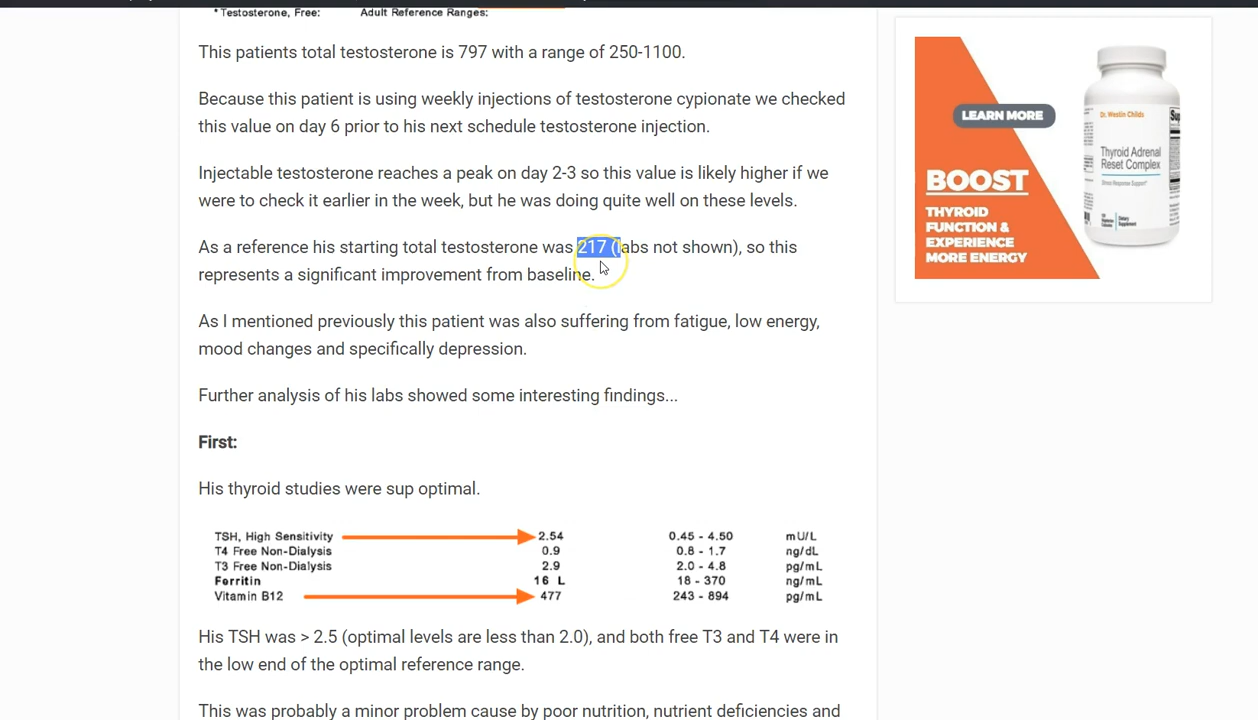 * Testosterone, Free: Adult Reference Ranges:
This patients total testosterone is 797 with a range of 250-1100.
Because this patient is using weekly injections of testosterone cypionate we checked
this value on day 6 prior to his next schedule testosterone injection.
Injectable testosterone reaches a peak on day 2-3 so this value is likely higher if we
were to check it earlier in the week, but he was doing quite well on these levels.
As a reference his starting total testosterone was 217 (labs not shown), so this
represents a significant improvement from baseline.
As I mentioned previously this patient was also suffering from fatigue, low energy,
mood changes and specifically depression.
Further analysis of his labs showed some interesting findings...
First:
His thyroid studies were sup optimal.
TSH, High Sensitivity 2.54 0.45 - 4.50 mU/L
T4 Free Non-Dialysis 0.9 0.8 - 1.7 ng/dL
T3 Free Non-Dialysis 2.9 2.0 - 4.8 pg/mL
Ferritin 16 L 18 - 370 ng/mL
Vitamin B12 477 243 - 894 pg/mL
His TSH was > 2.5 (optimal levels are less than 2.0), and both free T3 and T4 were in
the low end of the optimal reference range.
This was probably a minor problem cause by poor nutrition, nutrient deficiencies and
LEARN MORE
BOOST
THYROID
FUNCTION &
EXPERIENCE
MORE ENERGY
Dr. Westin Childs
Thyroid Adrenal
Reset Complex